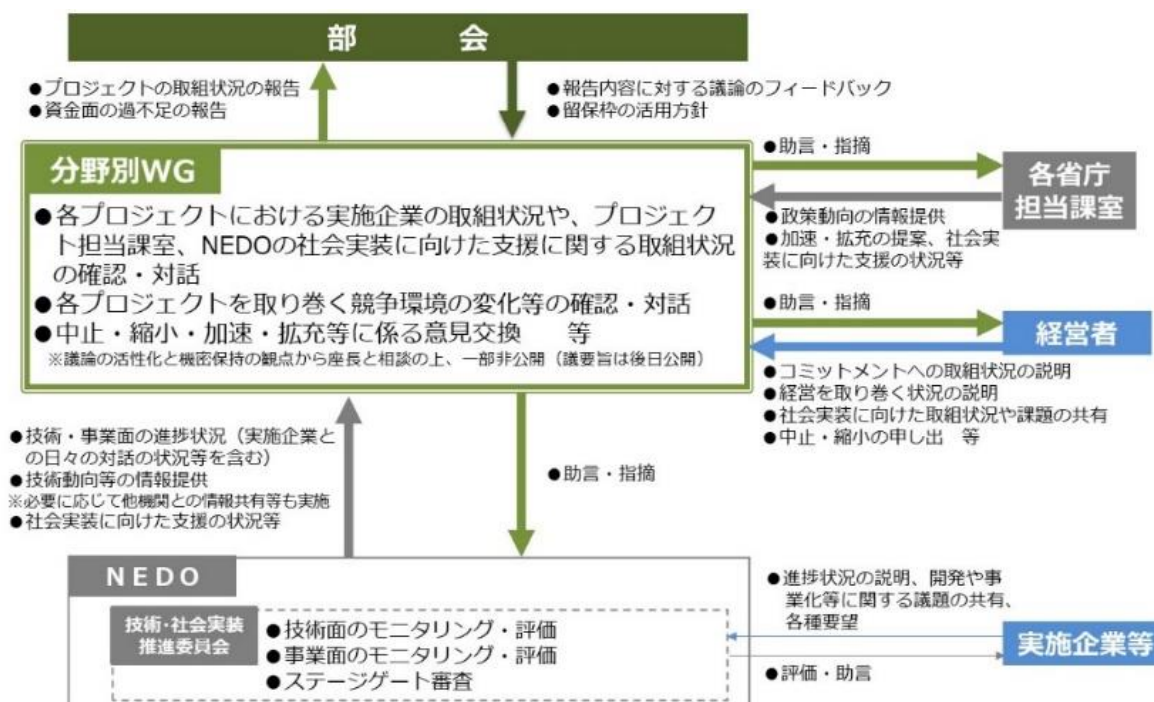 部 会
●プロジェクトの取組状況の報告
●資金面の過不足の報告
●報告内容に対する議論のフィードバック
●留保枠の活用方針
分野別WG
●各プロジェクトにおける実施企業の取組状況や、プロジェク
ト担当課室、NEDOの社会実装に向けた支援に関する取組状況
の確認・対話
●各プロジェクトを取り巻く競争環境の変化等の確認・対話
●中止・縮小・加速・拡充等に係る意見交換 等
※議論の活性化と機密保持の観点から座長と相談の上、一部非公開（議要旨は後日公開）
●助言・指摘
各省庁
担当課室
●政策動向の情報提供
●加速・拡充の提案、社会実
装に向けた支援の状況等
●助言・指摘
経営者
●コミットメントへの取組状況の説明
●経営を取り巻く状況の説明
●社会実装に向けた取組状況や課題の共有
●中止・縮小の申し出 等
●技術・事業面の進捗状況（実施企業と
の日々の対話の状況等を含む）
●技術動向等の情報提供
※必要に応じて他機関との情報共有等も実施
●社会実装に向けた支援の状況等
●助言・指摘
NEDO
技術・社会実装
推進委員会
●技術面のモニタリング・評価
●事業面のモニタリング・評価
●ステージゲート審査
●進捗状況の説明、開発や事
業化等に関する議題の共有、
各種要望
実施企業等
●評価・助言